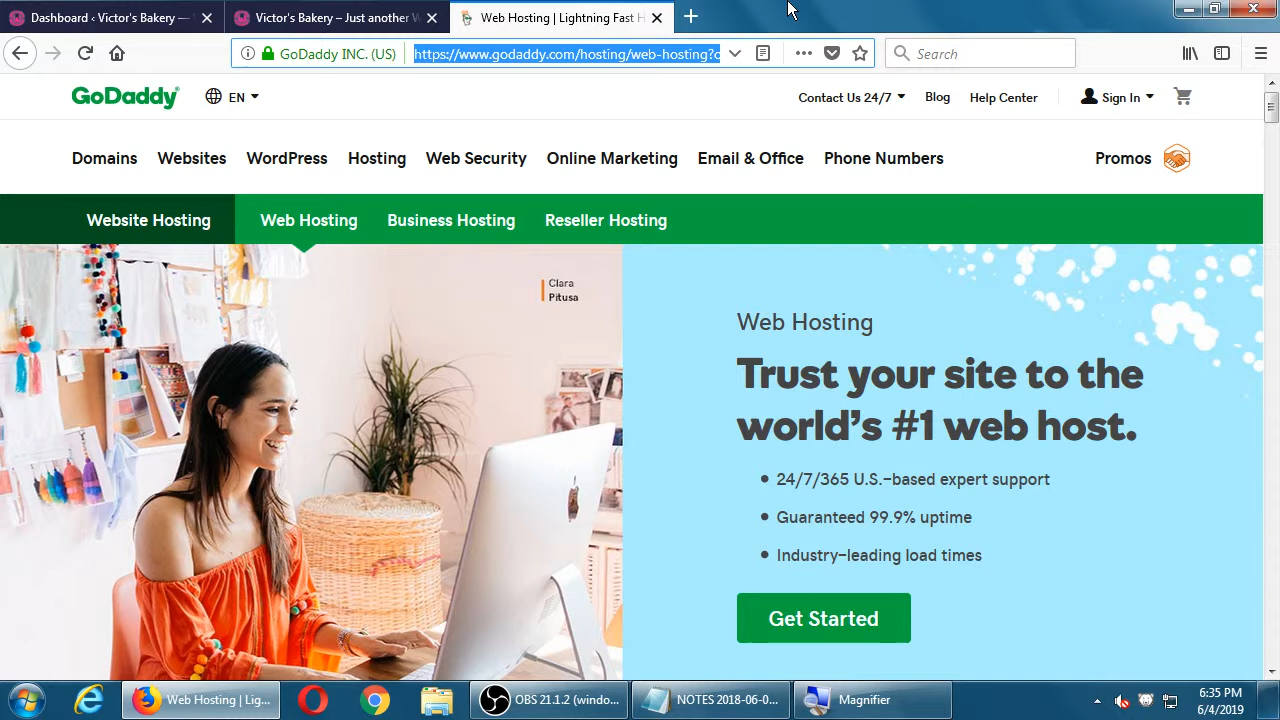 Dashboard ‹ Victor's Bakery —
Victor's Bakery – Just another W
Web Hosting | Lightning Fast H
GoDaddy INC. (US)
https://www.godaddy.com/hosting/web-hosting?c
Search
GoDaddy
EN
Contact Us 24/7
Blog
Help Center
Sign In
Domains
Websites
WordPress
Hosting
Web Security
Online Marketing
Email & Office
Phone Numbers
Promos
Website Hosting
Web Hosting
Business Hosting
Reseller Hosting
Clara
Pitusa
Web Hosting
Trust your site to the
world's #1 web host.
• 24/7/365 U.S.-based expert support
• Guaranteed 99.9% uptime
• Industry-leading load times
Get Started
Web Hosting | Lig...
OBS 21.1.2 (windo...
NOTES 2018-06-0...
Magnifier
6:35 PM
6/4/2019